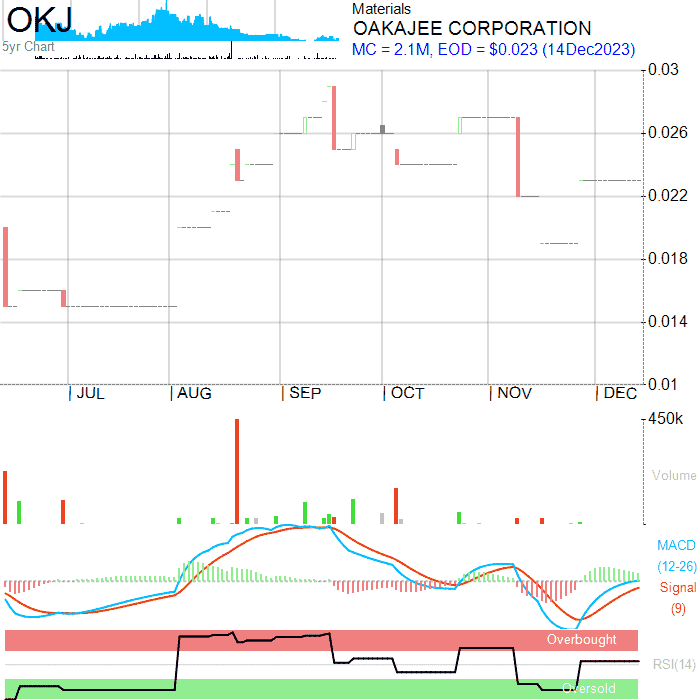 OKJ
5yr Chart
Materials
OAKAJEE CORPORATION
MC = 2.1M, EOD = $0.023 (14Dec2023)
0.03
0.026
0.022
0.018
0.014
0.01
JUL
AUG
SEP
OCT
NOV
DEC
450k
Volume
MACD
(12-26)
Signal
(9)
Overbought
RSI(14)
Oversold